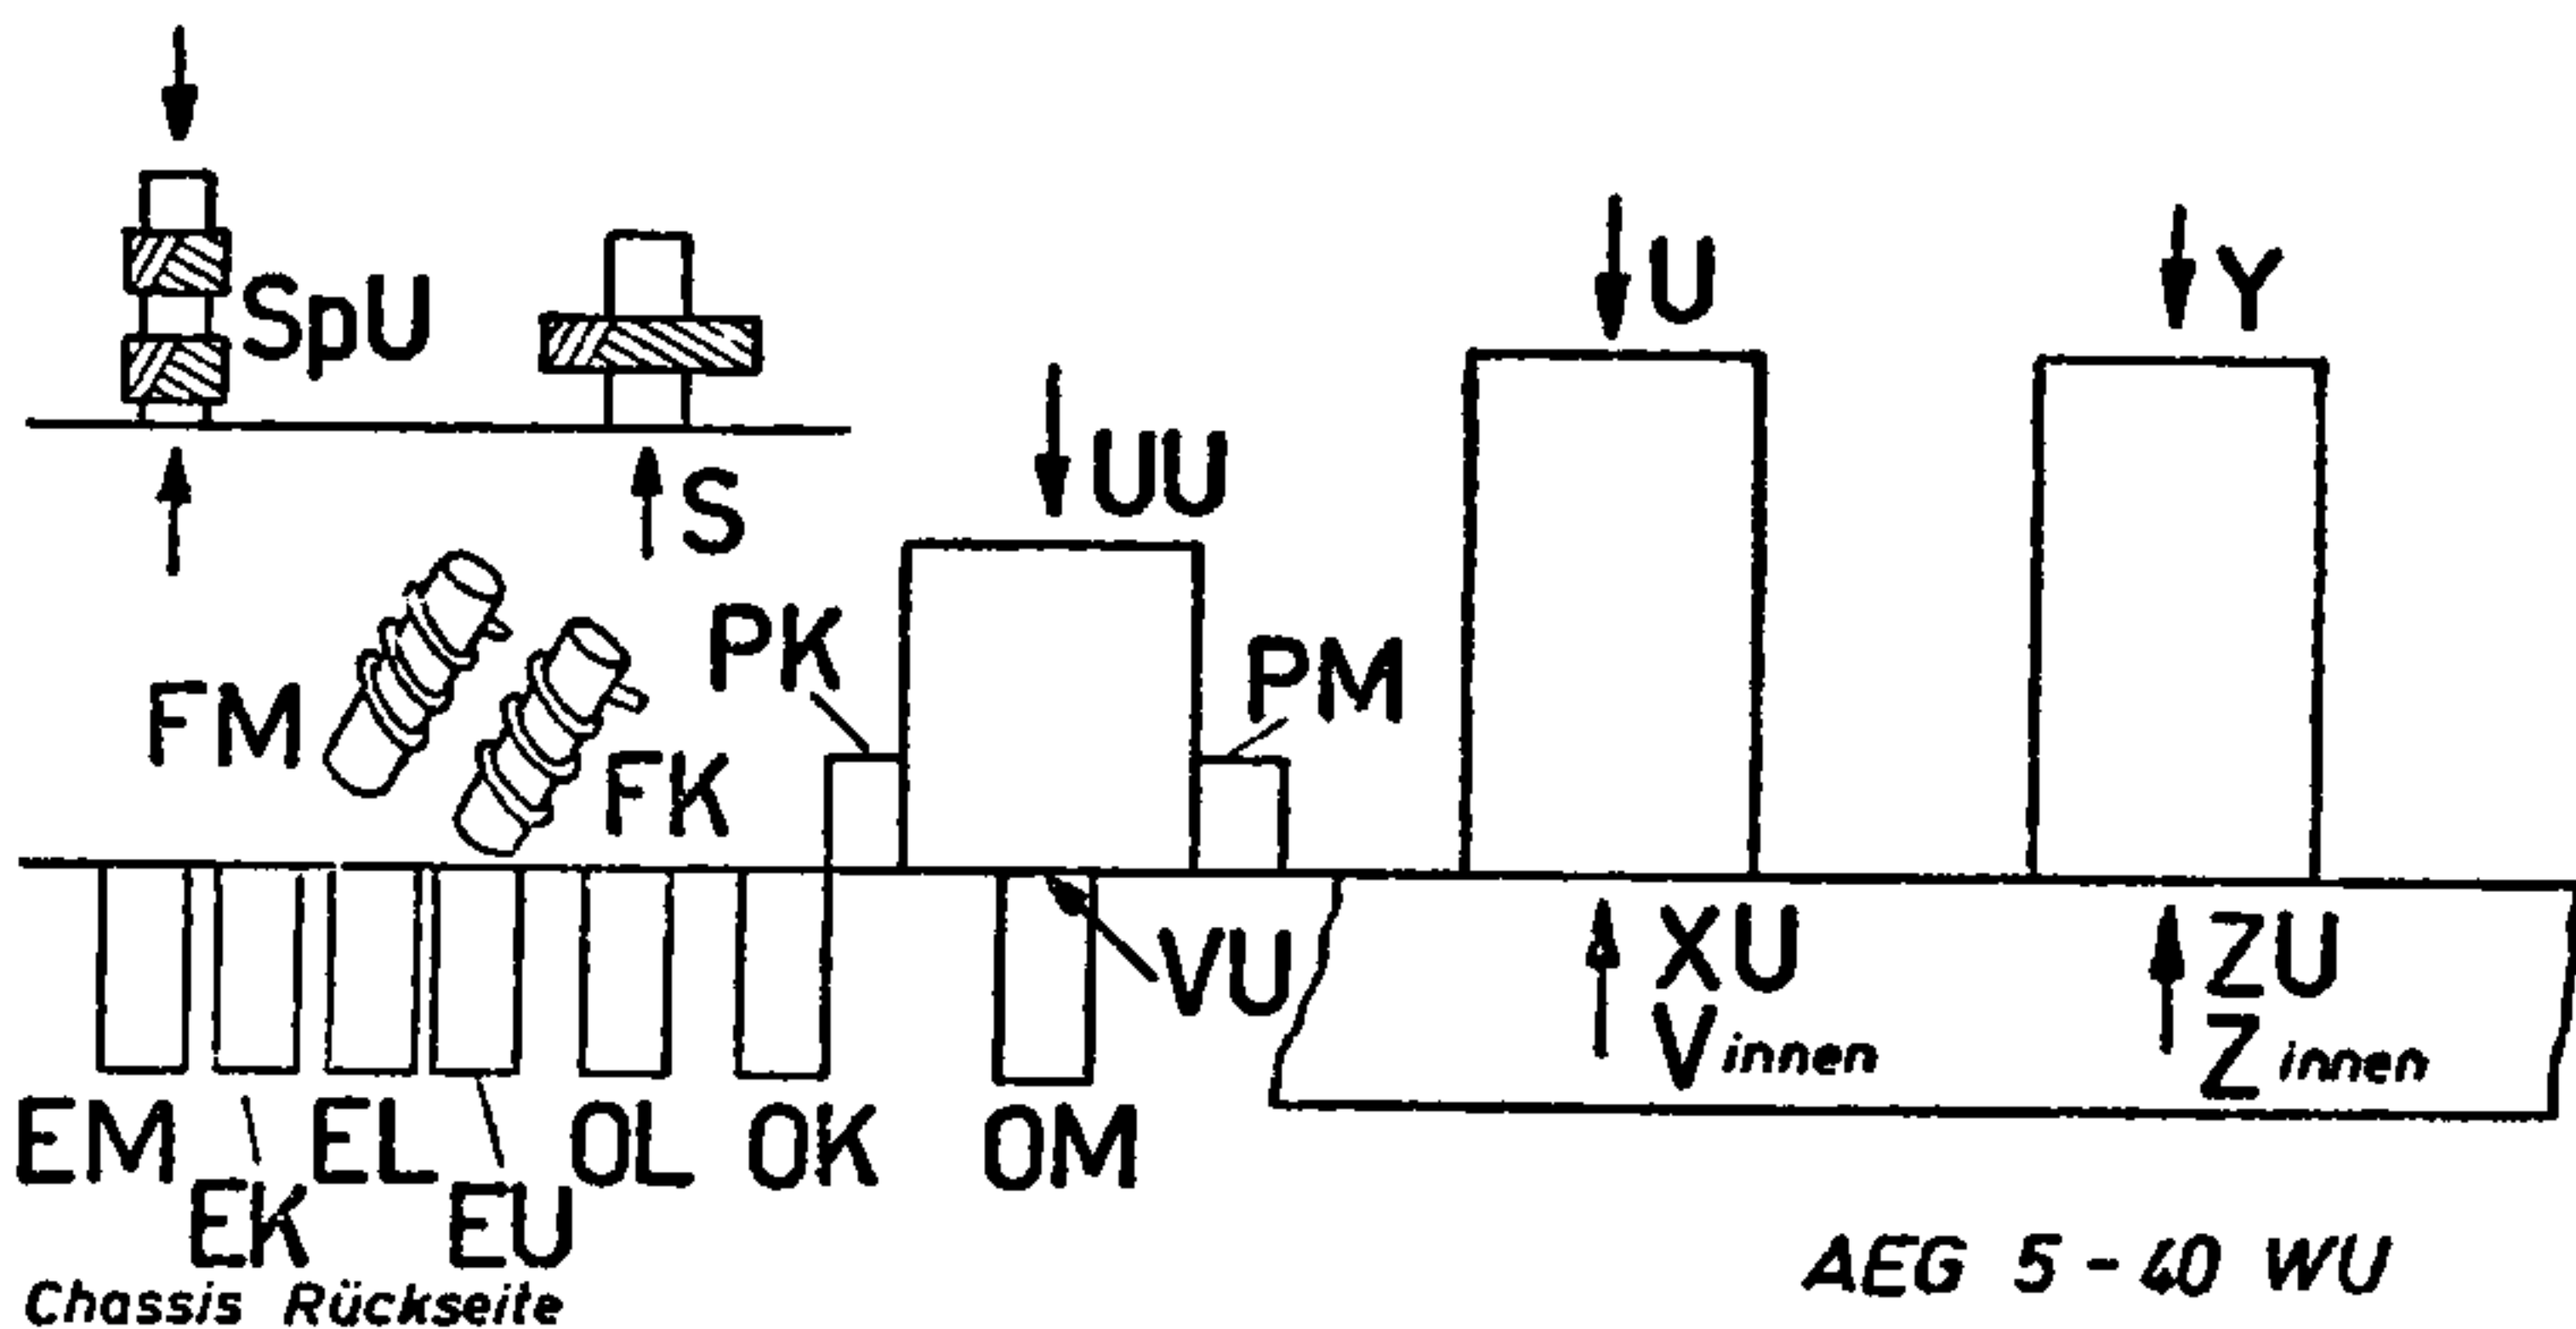 SpU
U
Y
UU
S
PK
PM
FM
FK
XU
V innen
ZU
Z innen
VU
EM
EL
OL
OK
OM
EK
EU
Chassis Rückseite
AEG 5-40 WU